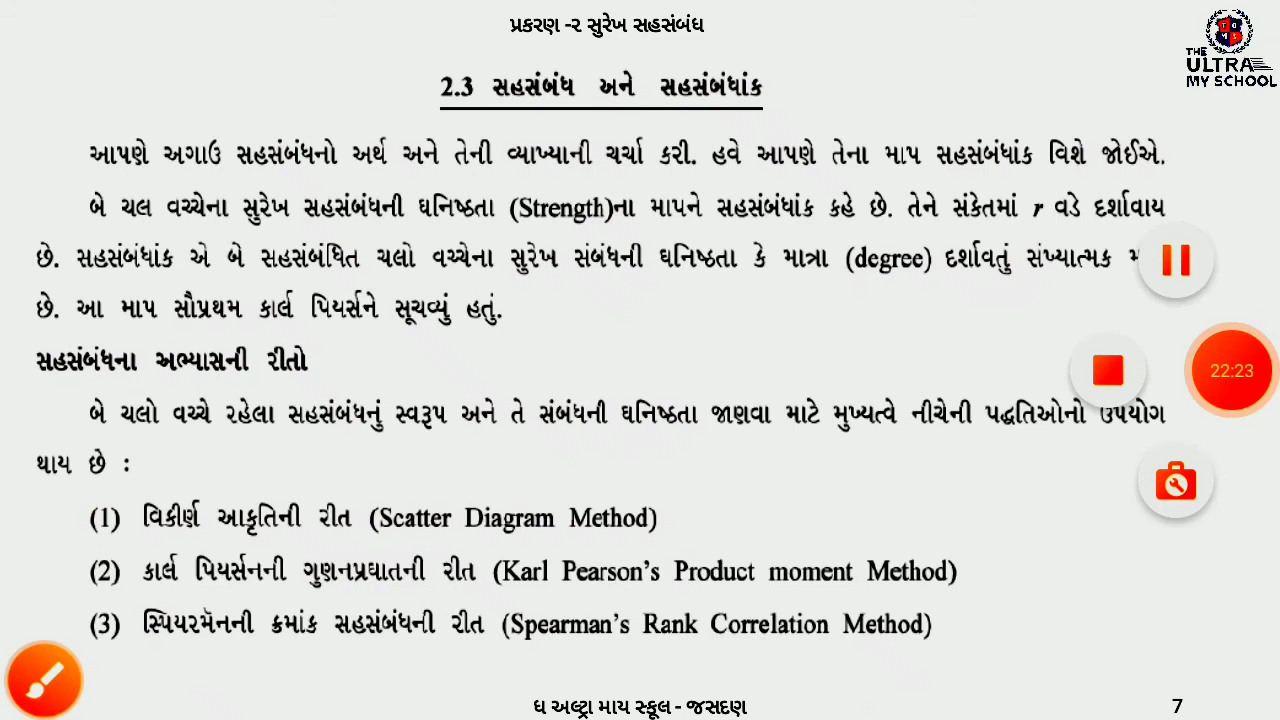 પ્રકરણ -૨ સુરેખ સહસંબંધ
THE
ULTRA
MY SCHOOL
2.3 સહસંબંધ અને સહસંબંધાંક
આપણે અગાઉ સહસંબંધનો અર્થ અને તેની વ્યાખ્યાની ચર્ચા કરી. હવે આપણે તેના માપ સહસંબંધાંક વિશે જોઈએ.
બે ચલ વચ્ચેના સુરેખ સહસંબંધની ઘનિષ્ઠતા (Strength)ના માપને સહસંબંધાંક કહે છે. તેને સંકેતમાં r વડે દર્શાવાય
છે. સહસંબંધાંક એ બે સહસંબંધિત ચલો વચ્ચેના સુરેખ સંબંધની ઘનિષ્ઠતા કે માત્રા (degree) દર્શાવતું સંખ્યાત્મક
છે. આ માપ સૌપ્રથમ કાર્લ પિયર્સને સૂચવ્યું હતું.
સહસંબંધના અભ્યાસની રીતો
22:23
બે ચલો વચ્ચે રહેલા સહસંબંધનું સ્વરૂપ અને તે સંબંધની ઘનિષ્ઠતા જાણવા માટે મુખ્યત્વે નીચેની પદ્ધતિઓનો ઉપયોગ
થાય છે :
(1) વિકીર્ણ આકૃતિની રીત (Scatter Diagram Method)
(2) કાર્લ પિયર્સનની ગુણનપ્રઘાતની રીત (Karl Pearson's Product moment Method)
(3) સ્પિયરમૅનની ક્રમાંક સહસંબંધની રીત (Spearman's Rank Correlation Method)
ધ અલ્ટ્રા માય સ્કૂલ - જસદણ
7